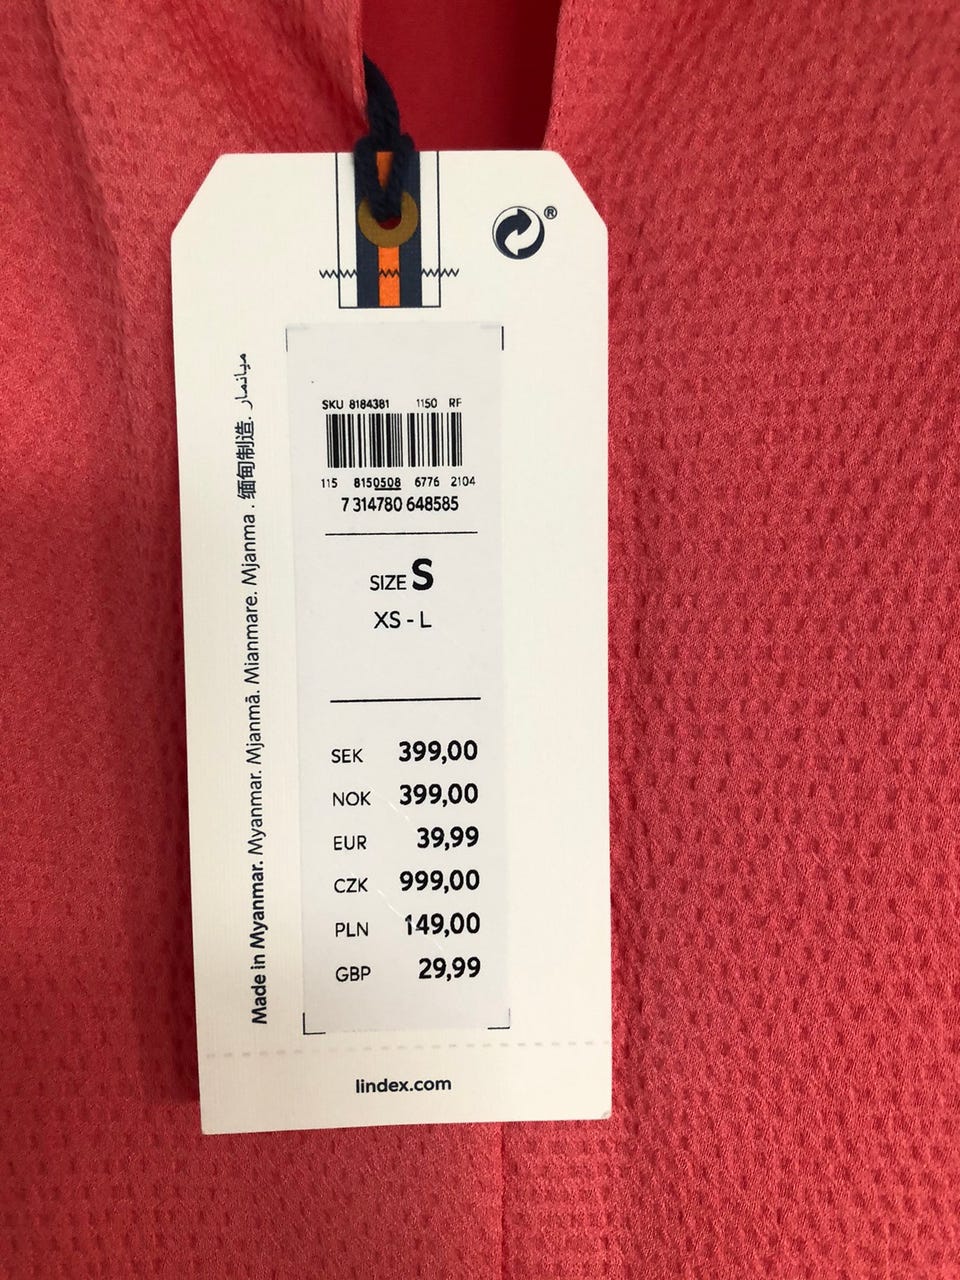 ®
SKU 8184381 1150 RF
115 8150508 6776 2104
7 314780 648585
SIZE S
XS - L
SEK 399,00
NOK 399,00
EUR 39,99
CZK 999,00
PLN 149,00
GBP 29,99
Made in Myanmar. Myanmar. Mjanmā. Mianmare. Mjanma . 缅甸制造. ميانمار
lindex.com